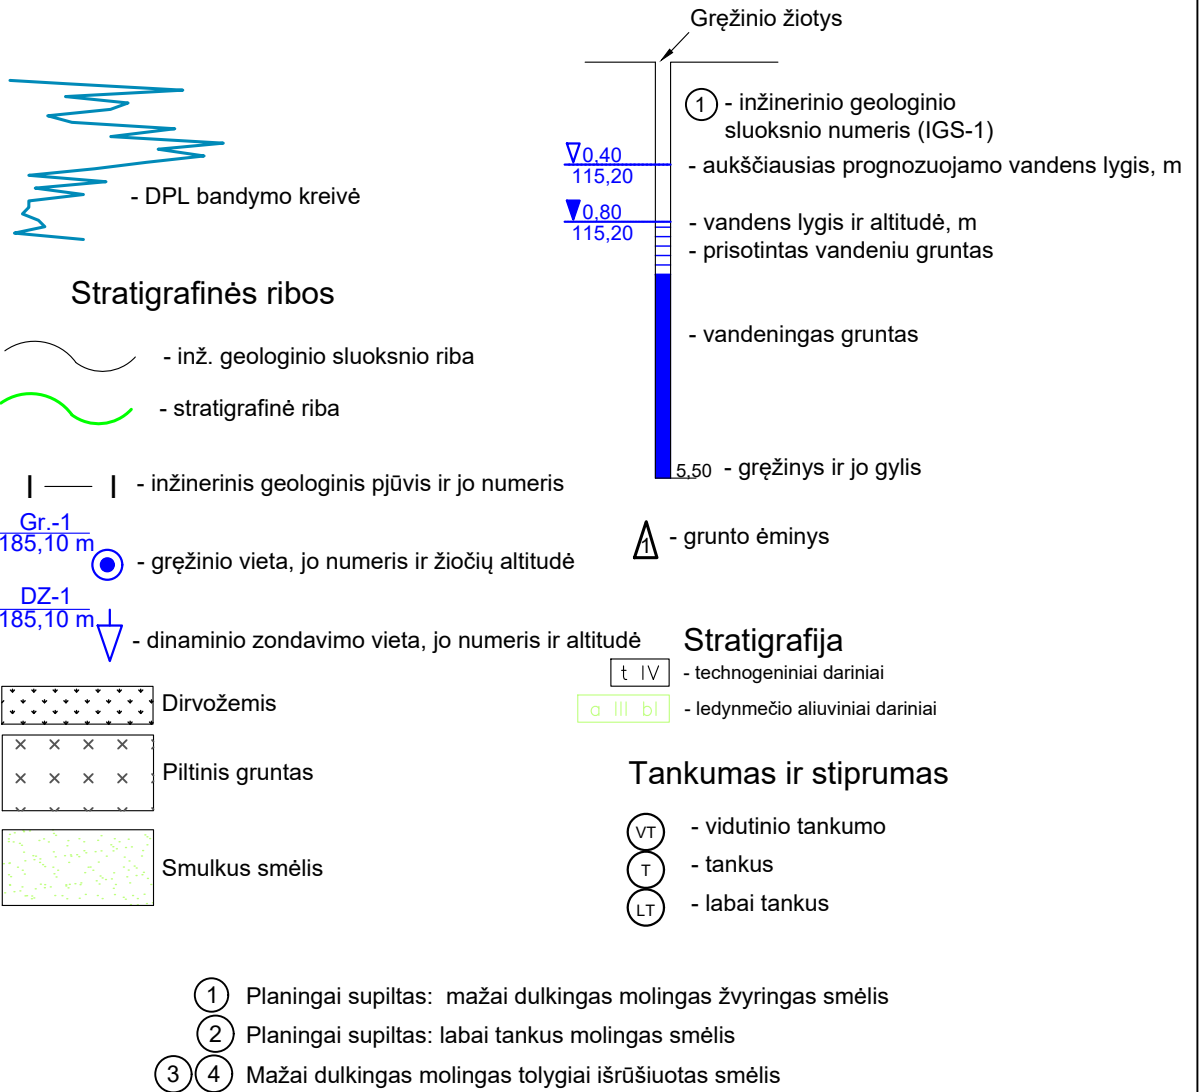 Gręžinio žiotys
1 - inžinerinio geologinio
sluoksnio numeris (IGS-1)
0,40
115,20
- aukščiausias prognozuojamo vandens lygis, m
0,80
115,20
- vandens lygis ir altitudė, m
- prisotintas vandeniu gruntas
- vandeningas gruntas
5,50 - gręžinys ir jo gylis
1 - grunto ėminys
- DPL bandymo kreivė
Stratigrafinės ribos
- inž. geologinio sluoksnio riba
- stratigrafinė riba
I I - inžinerinis geologinis pjūvis ir jo numeris
Gr.-1
185,10 m
- gręžinio vieta, jo numeris ir žiočių altitudė
DZ-1
185,10 m
- dinaminio zondavimo vieta, jo numeris ir altitudė
Dirvožemis
Piltinis gruntas
Smulkus smėlis
Stratigrafija
t IV - technogeniniai dariniai
a III bl - ledynmečio aliuviniai dariniai
Tankumas ir stiprumas
VT - vidutinio tankumo
T - tankus
LT - labai tankus
1 Planingai supiltas: mažai dulkingas molingas žvyringas smėlis
2 Planingai supiltas: labai tankus molingas smėlis
3 4 Mažai dulkingas molingas tolygiai išrūšiuotas smėlis